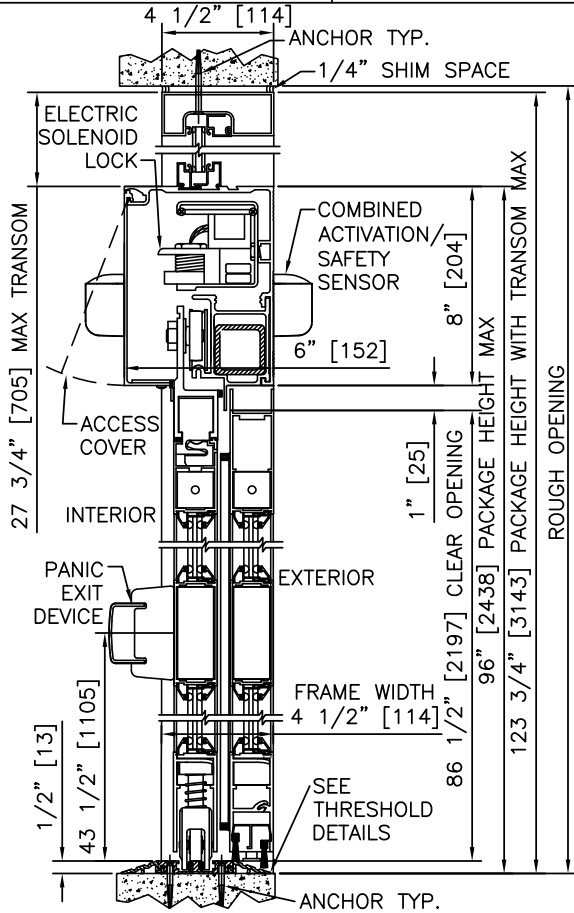 4 1/2” [114]
ANCHOR TYP.
1/4” SHIM SPACE
ELECTRIC
SOLENOID
LOCK
COMBINED
ACTIVATION/
SAFETY
SENSOR
27 3/4” [705] MAX TRANSOM
8” [204]
6” [152]
ACCESS
COVER
1” [25]
INTERIOR
EXTERIOR
PANIC
EXIT
DEVICE
FRAME WIDTH
4 1/2” [114]
86 1/2” [2197] CLEAR OPENING
96” [2438] PACKAGE HEIGHT MAX
123 3/4” [3143] PACKAGE HEIGHT WITH TRANSOM MAX
ROUGH OPENING
1/2” [13]
43 1/2” [1105]
SEE
THRESHOLD
DETAILS
ANCHOR TYP.